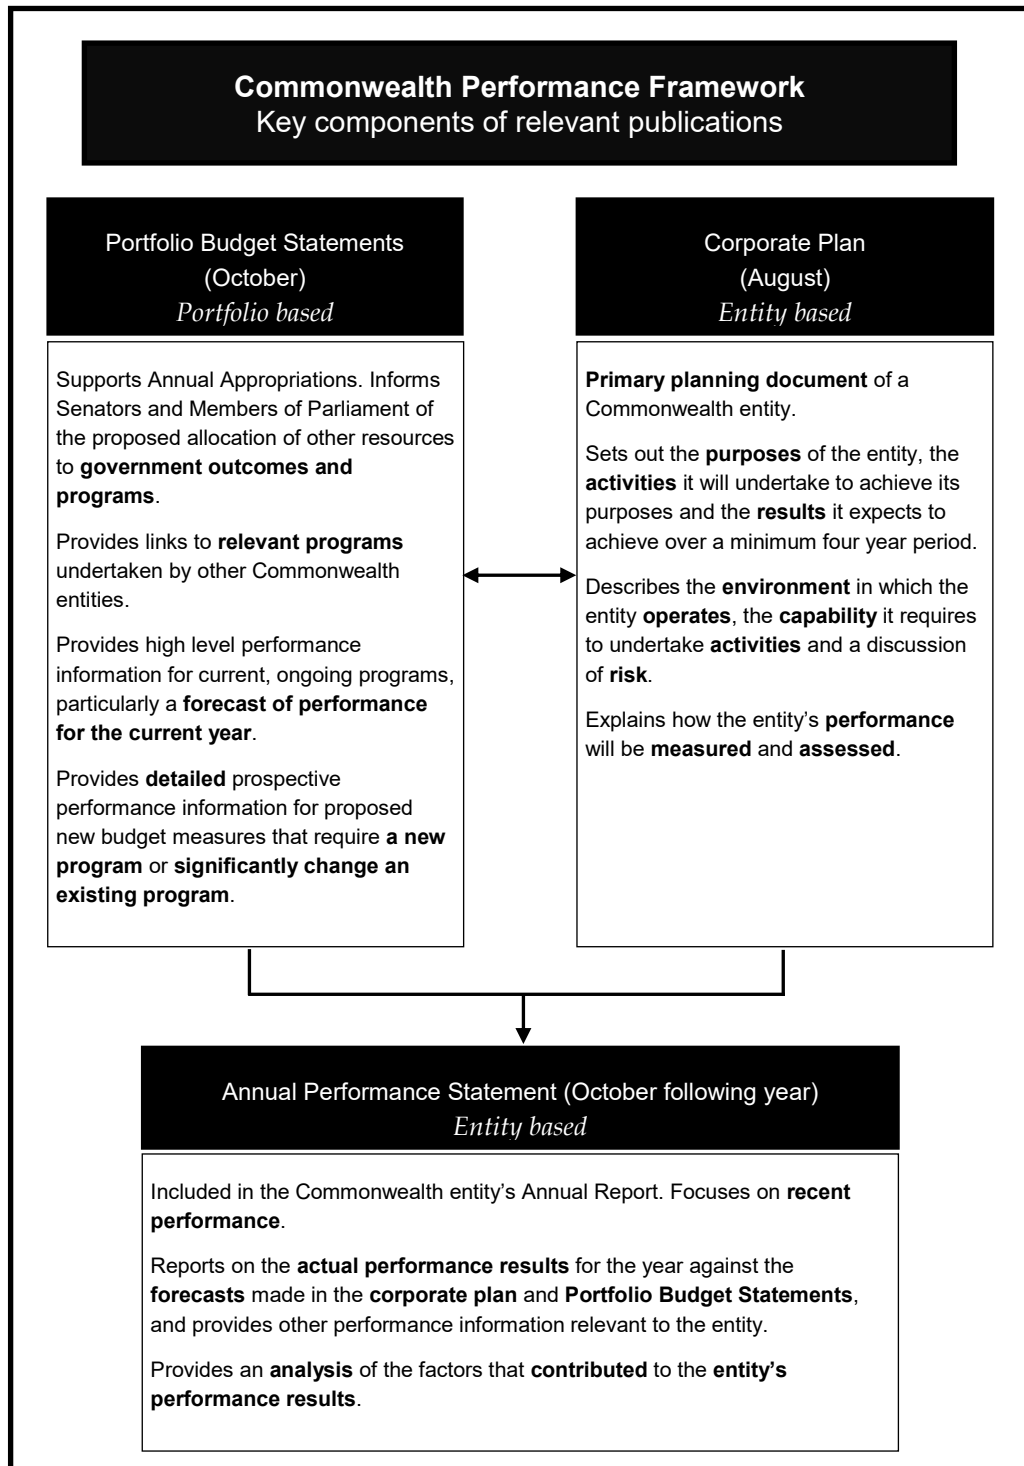 Commonwealth Performance Framework
Key components of relevant publications
Portfolio Budget Statements
(October)
Portfolio based
Supports Annual Appropriations. Informs
Senators and Members of Parliament of
the proposed allocation of other resources
to government outcomes and
programs.
Provides links to relevant programs
undertaken by other Commonwealth
entities.
Provides high level performance
information for current, ongoing programs,
particularly a forecast of performance
for the current year.
Provides detailed prospective
performance information for proposed
new budget measures that require a new
program or significantly change an
existing program.
Corporate Plan
(August)
Entity based
Primary planning document of a
Commonwealth entity.
Sets out the purposes of the entity, the
activities it will undertake to achieve its
purposes and the results it expects to
achieve over a minimum four year period.
Describes the environment in which the
entity operates, the capability it requires
to undertake activities and a discussion
of risk.
Explains how the entity’s performance
will be measured and assessed.
Annual Performance Statement (October following year)
Entity based
Included in the Commonwealth entity’s Annual Report. Focuses on recent
performance.
Reports on the actual performance results for the year against the
forecasts made in the corporate plan and Portfolio Budget Statements,
and provides other performance information relevant to the entity.
Provides an analysis of the factors that contributed to the entity’s
performance results.